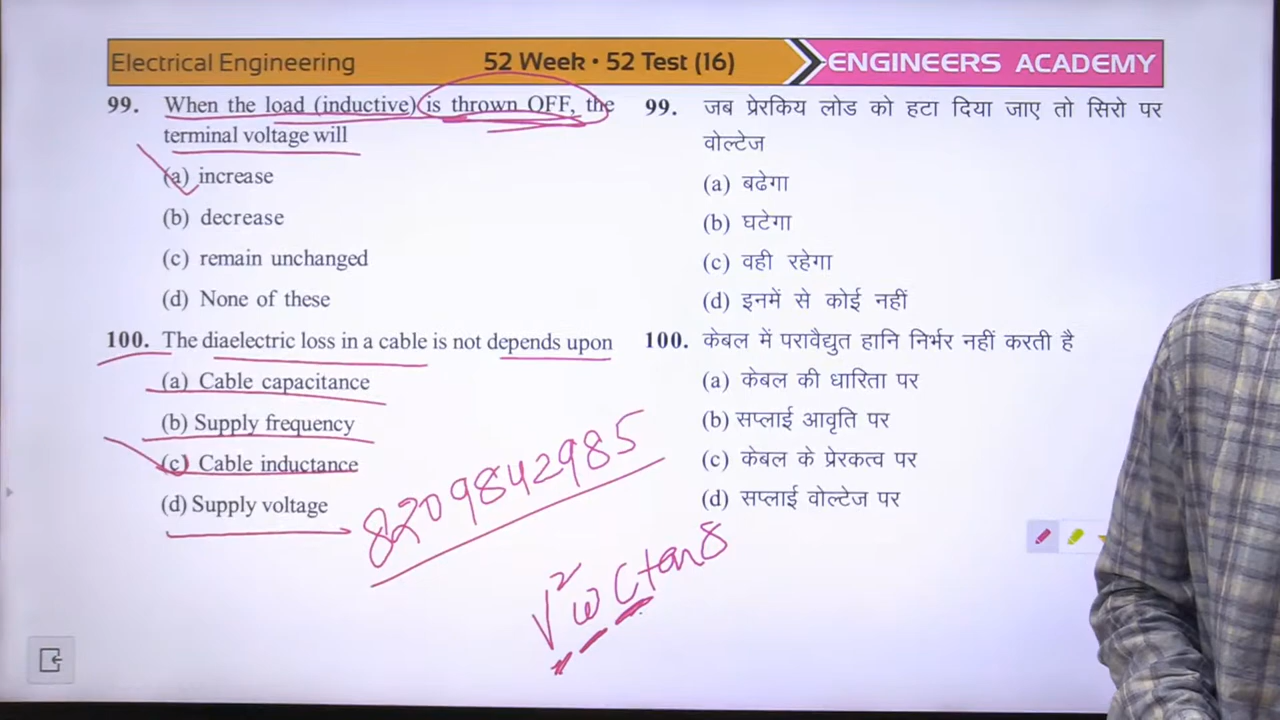 Electrical Engineering 52 Week • 52 Test (16) ENGINEERS ACADEMY
99. When the load (inductive) is thrown OFF, the
terminal voltage will
(a) increase
(b) decrease
(c) remain unchanged
(d) None of these
100. The diaelectric loss in a cable is not depends upon
(a) Cable capacitance
(b) Supply frequency
(c) Cable inductance
(d) Supply voltage
99. जब प्रेरकिय लोड को हटा दिया जाए तो सिरो पर
वोल्टेज
(a) बढेगा
(b) घटेगा
(c) वही रहेगा
(d) इनमें से कोई नहीं
100. केबल में परावैद्युत हानि निर्भर नहीं करती है
(a) केबल की धारिता पर
(b) सप्लाई आवृति पर
(c) केबल के प्रेरकत्व पर
(d) सप्लाई वोल्टेज पर
8209842985
V² ω C tan δ